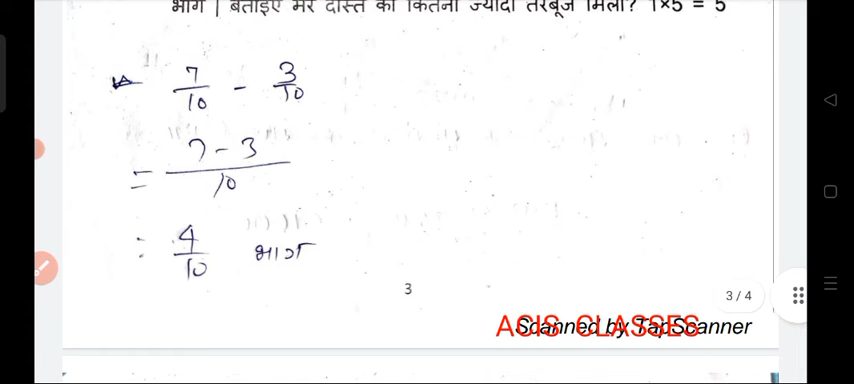 भाग | बताइए मेरे दोस्त को कितना ज्यादा तरबूज मिला? 1×5 = 5
7/10 - 3/10
= 7-3/10
= 4/10 भाग
3
3/4
ACIS CLASSES
Scanned by TapScanner